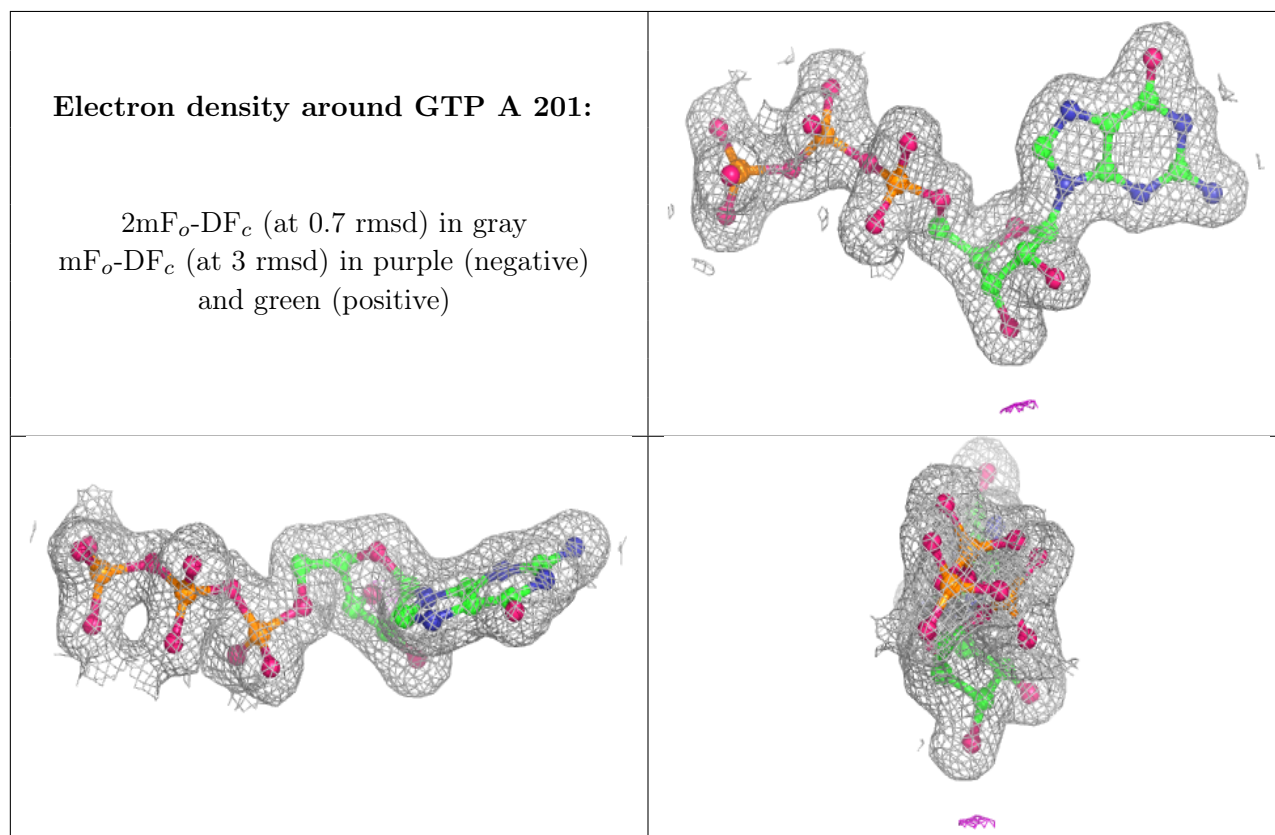 Electron density around GTP A 201:
2mFₒ-DF𝒸 (at 0.7 rmsd) in gray
mFₒ-DF𝒸 (at 3 rmsd) in purple (negative)
and green (positive)